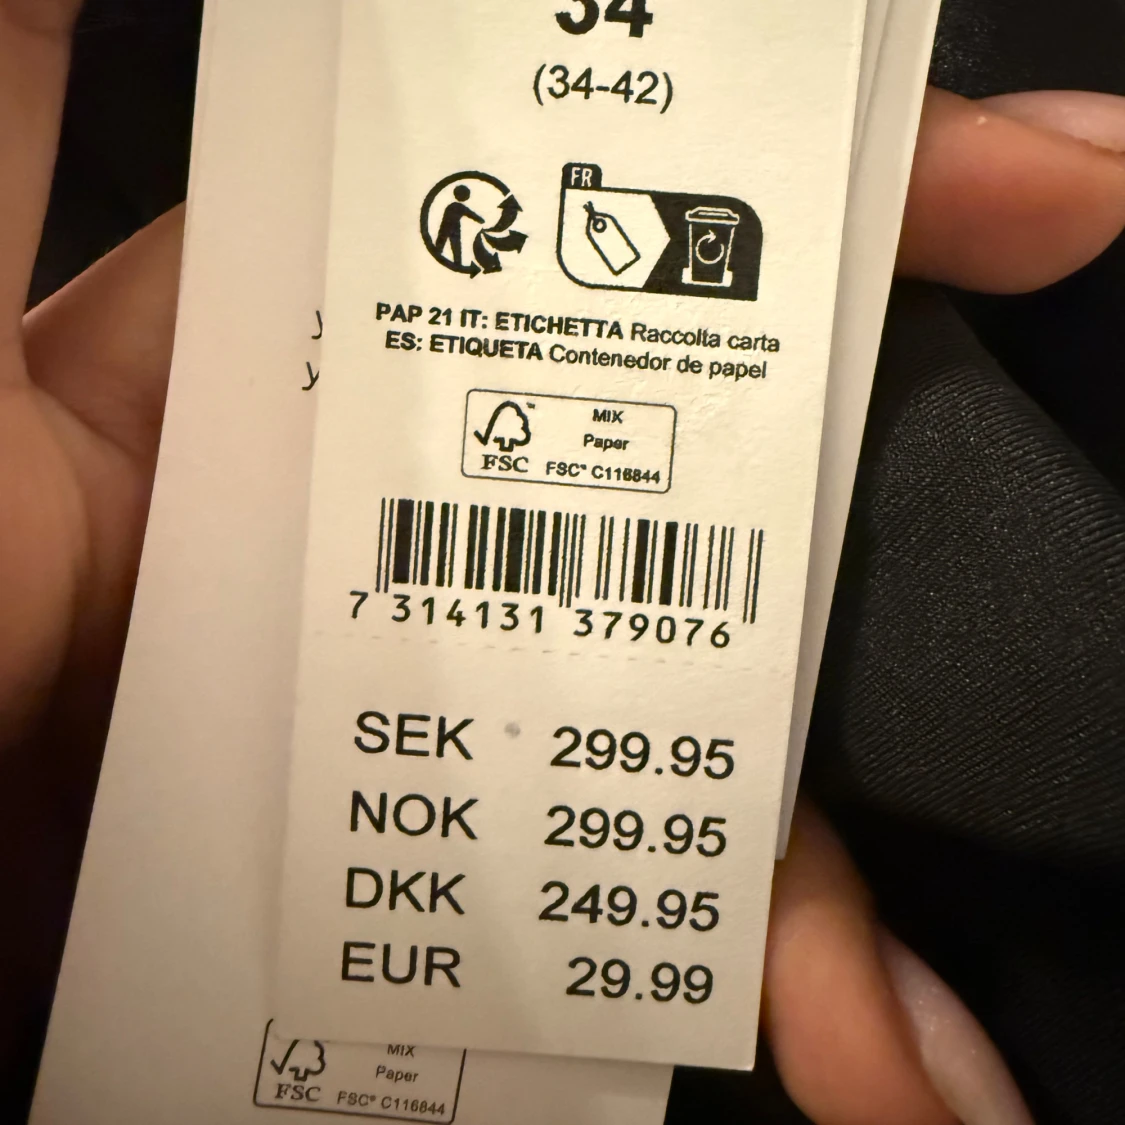 34
(34-42)
FR
PAP 21 IT: ETICHETTA Raccolta carta
ES: ETIQUETA Contenedor de papel
MIX
Paper
FSC™
FSC® C116844
7 314131 379076
SEK 299.95
NOK 299.95
DKK 249.95
EUR 29.99
MIX
Paper
FSC
FSC® C116844